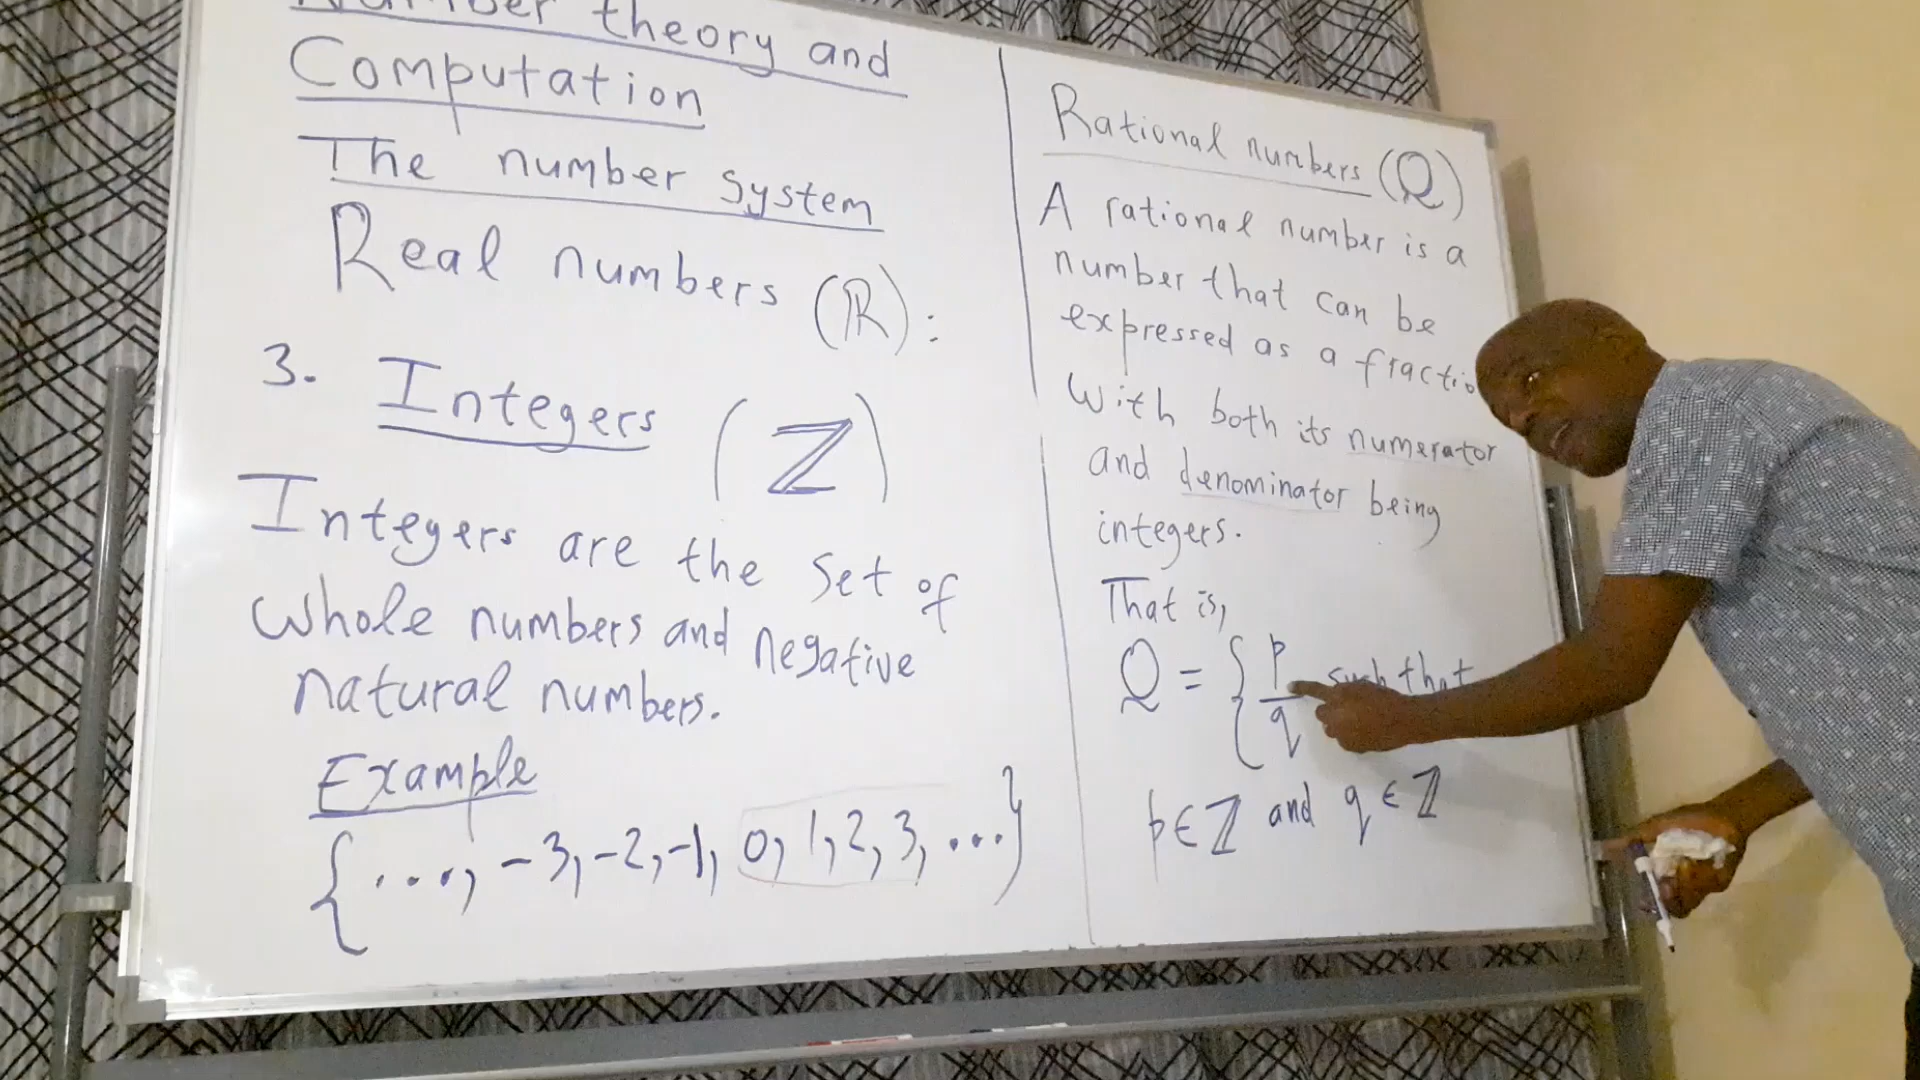 Number theory and
Computation
The number system
Real numbers (ℝ):
3. Integers (ℤ)
Integers are the set of
whole numbers and negative
natural numbers.
Example
{..., -3, -2, -1, 0, 1, 2, 3, ...}
Rational numbers (ℚ)
A rational number is a
number that can be
expressed as a fractio
with both its numerator
and denominator being
integers.
That is,
ℚ = { p/q such that
p ∈ ℤ and q ∈ ℤ